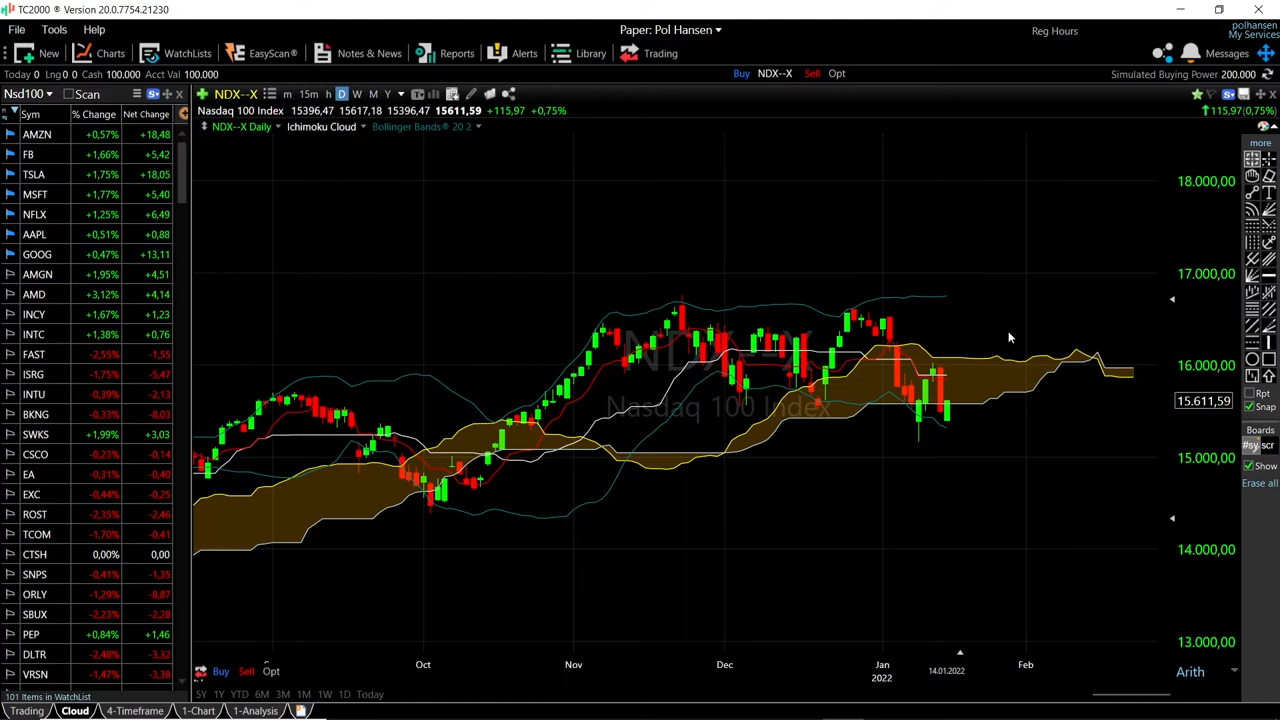 TC2000 ® Version 20.0.7754.21230
File Tools Help Paper: Pol Hansen Reg Hours polhansen
My Services
New Charts WatchLists EasyScan® Notes & News Reports Alerts Library Trading Messages
Today 0 Lng 0 0 Cash 100.000 Acct Val 100.000 Buy NDX--X Sell Opt Simulated Buying Power 200.000
Nsd100 Scan NDX--X m 15m h D W M Y
Sym % Change Net Change Nasdaq 100 Index 15396,47 15617,18 15396,47 15611,59 +115,97 +0,75% 115,97(0,75%)
NDX--X Daily Ichimoku Cloud Bollinger Bands® 20 2
AMZN +0,57% +18,48
FB +1,66% +5,42
TSLA +1,75% +18,05
MSFT +1,77% +5,40
NFLX +1,25% +6,49
AAPL +0,51% +0,88
GOOG +0,47% +13,11
AMGN +1,95% +4,51
AMD +3,12% +4,14
INCY +1,67% +1,23
INTC +1,38% +0,76
FAST -2,55% -1,55
ISRG -1,75% -5,47
INTU -0,39% -2,13
BKNG -0,33% -8,03
SWKS +1,99% +3,03
CSCO -0,23% -0,14
EA -0,31% -0,40
EXC -0,44% -0,25
ROST -2,35% -2,46
TCOM -1,70% -0,41
CTSH 0,00% 0,00
SNPS -0,41% -1,35
ORLY -1,29% -8,87
SBUX -2,23% -2,20
PEP +0,84% +1,46
DLTR -2,48% -3,32
VRSN -1,47% -3,38
101 Items in WatchList
NDX--X
Nasdaq 100 Index
18.000,00
17.000,00
16.000,00
15.611,59
15.000,00
14.000,00
13.000,00
more
Rpt
Snap
Boards
#sy scr
Show
Erase all
Oct Nov Dec Jan Feb
2022
14.01.2022
Buy Sell Opt Arith
5Y 1Y YTD 6M 3M 1M 1W 1D Today
Trading Cloud 4-Timeframe 1-Chart 1-Analysis